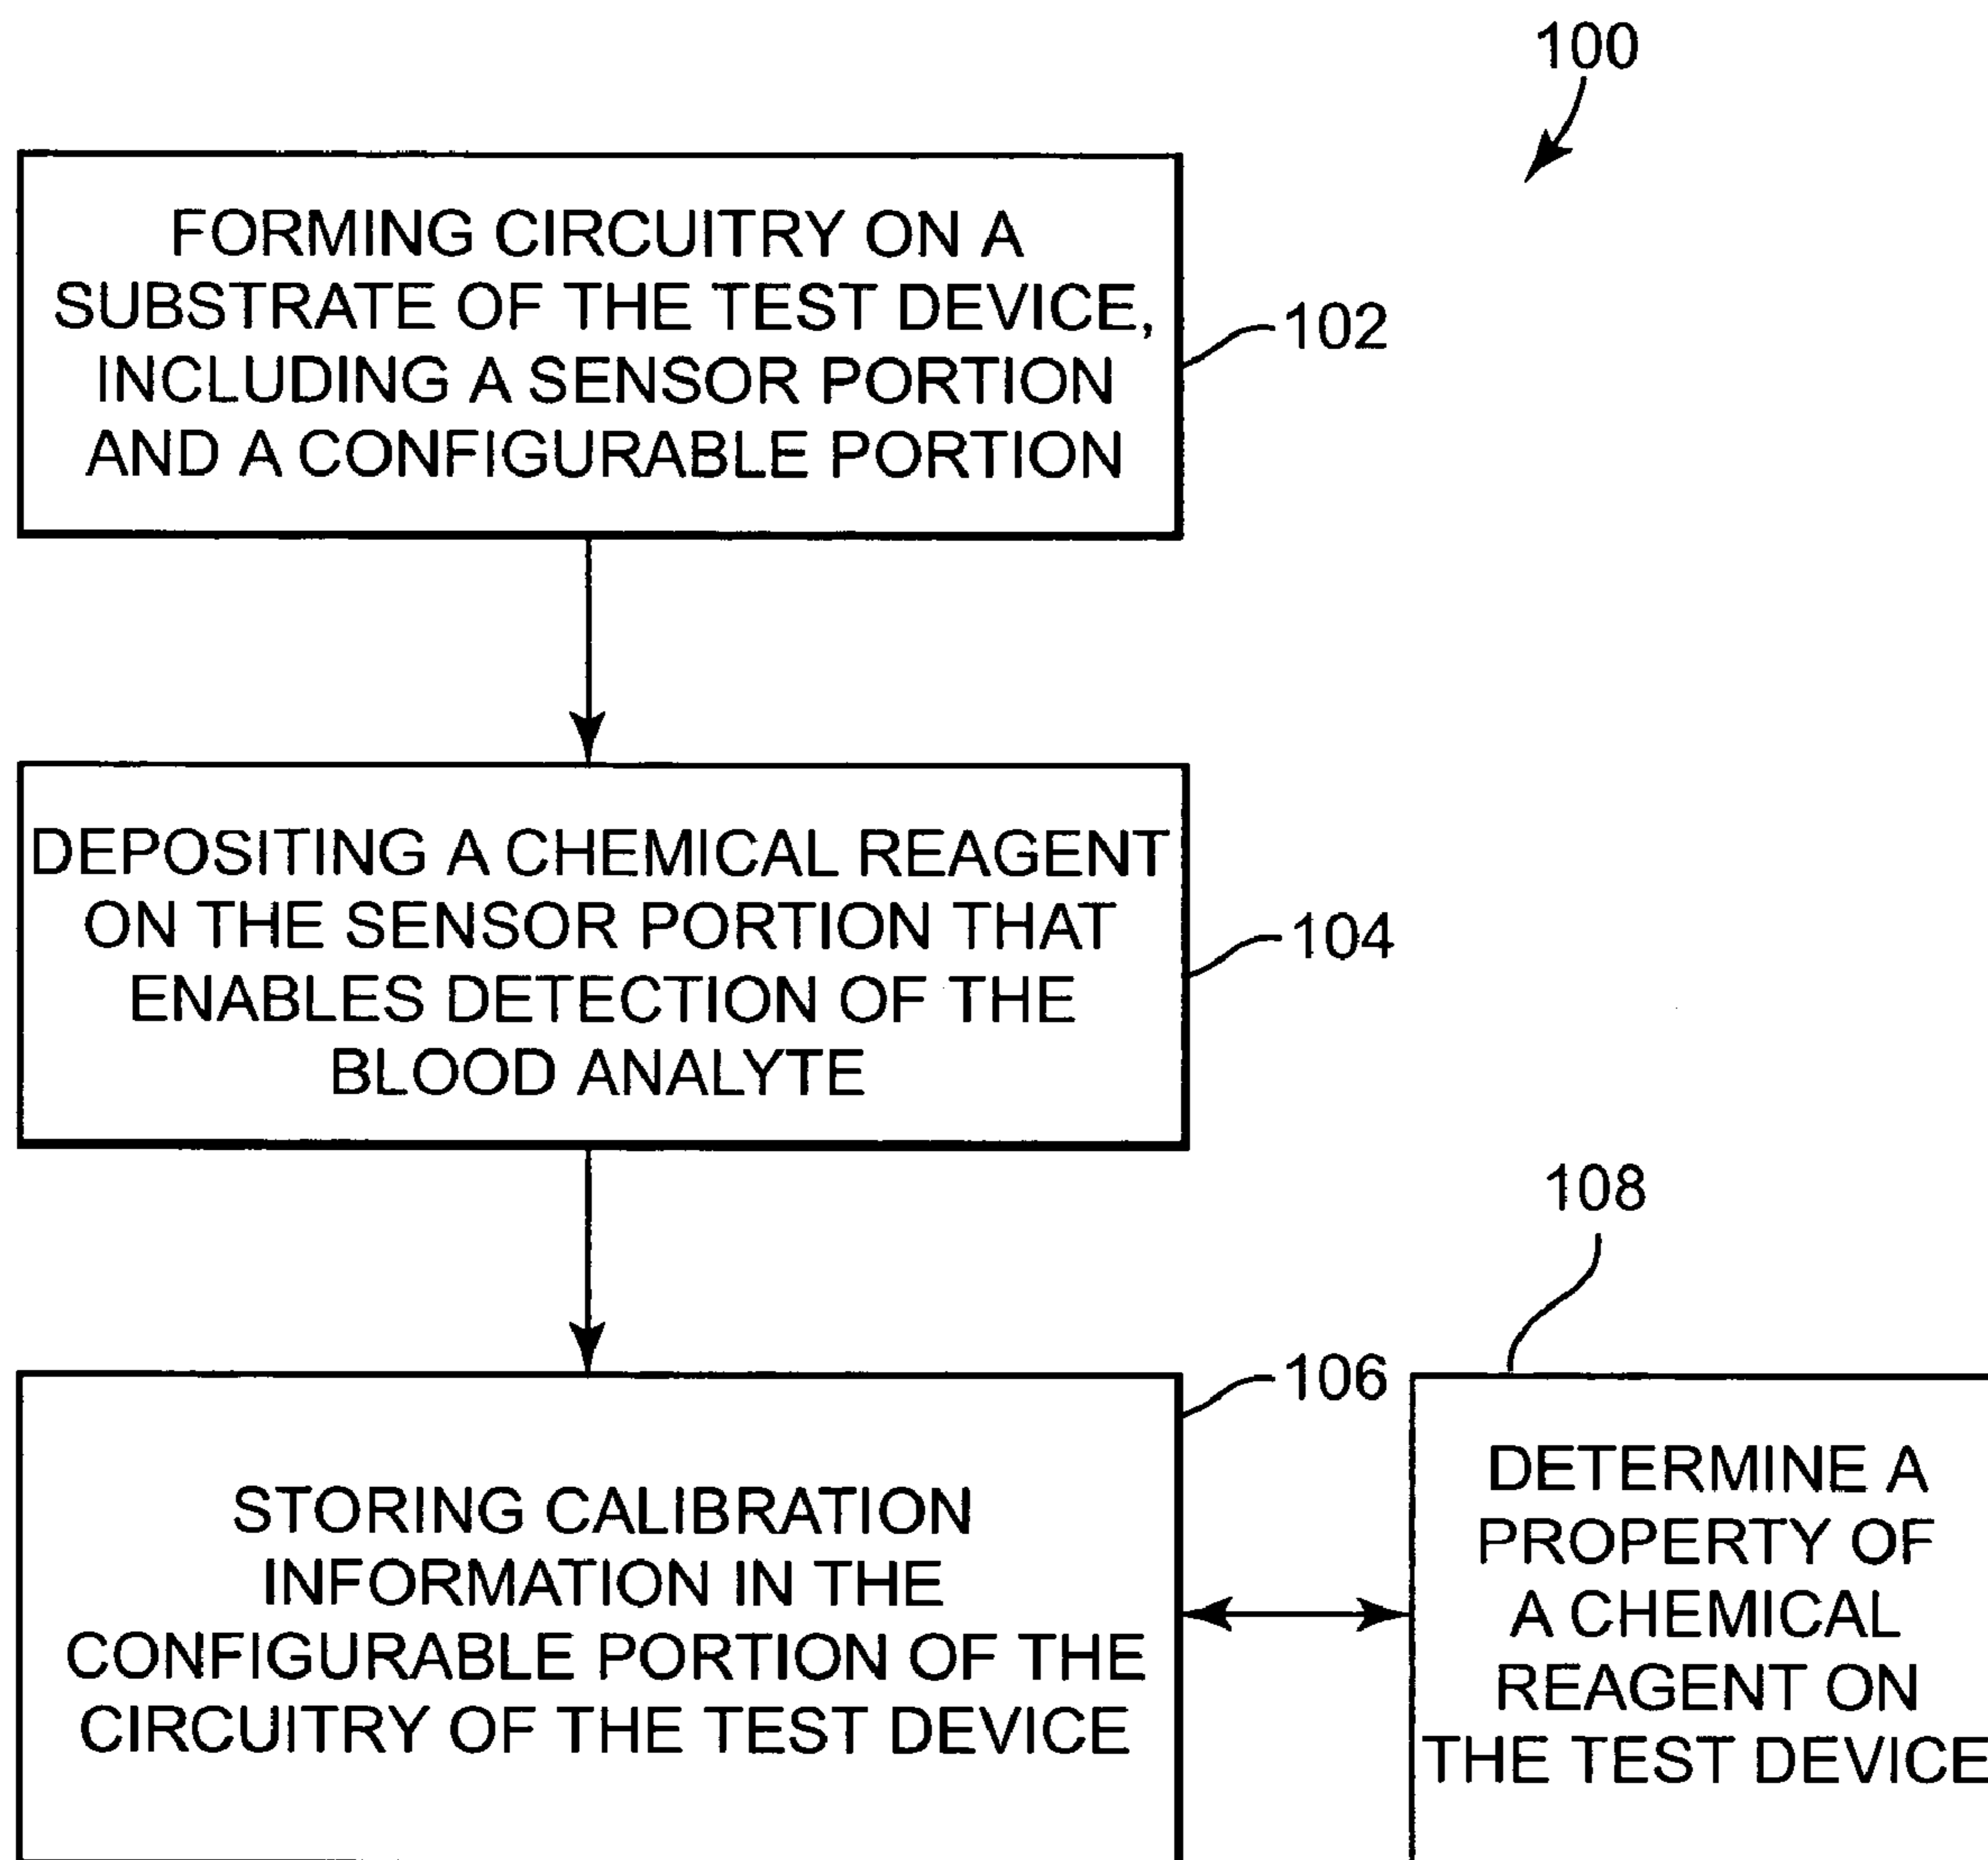 100
FORMING CIRCUITRY ON A
SUBSTRATE OF THE TEST DEVICE,
INCLUDING A SENSOR PORTION
AND A CONFIGURABLE PORTION
102
DEPOSITING A CHEMICAL REAGENT
ON THE SENSOR PORTION THAT
ENABLES DETECTION OF THE
BLOOD ANALYTE
104
STORING CALIBRATION
INFORMATION IN THE
CONFIGURABLE PORTION OF THE
CIRCUITRY OF THE TEST DEVICE
106
108
DETERMINE A
PROPERTY OF
A CHEMICAL
REAGENT ON
THE TEST DEVICE